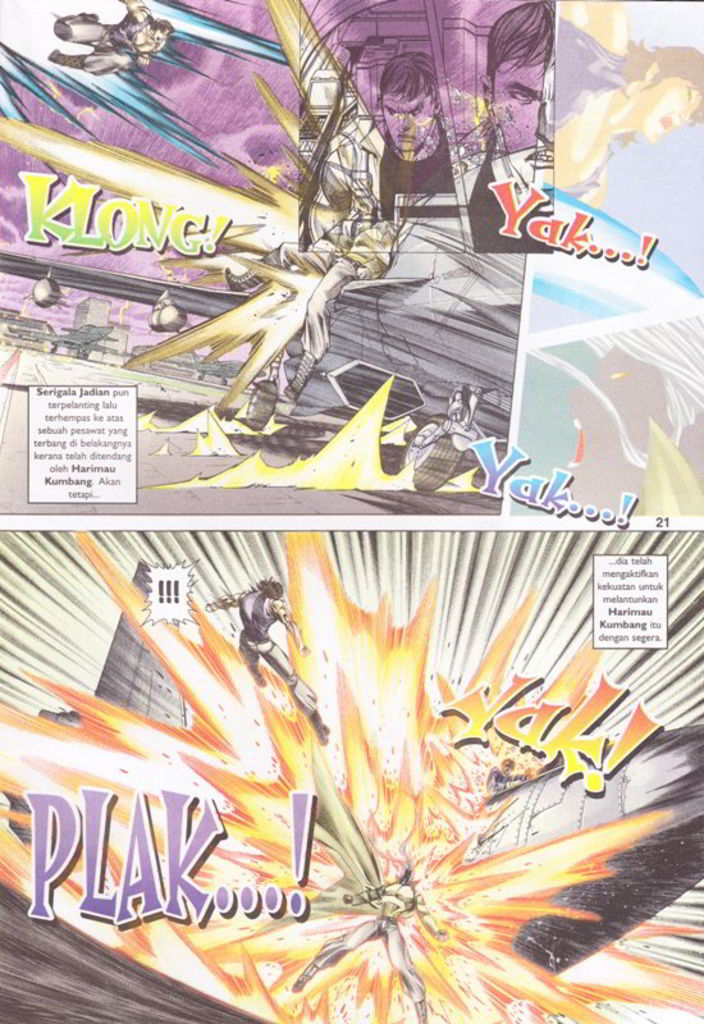 KLONG!
Yak....!
Serigala Jadian pun
terpelanting lalu
terhempas ke atas
sebuah pesawat yang
terbang di belakangnya
kerana telah ditendang
oleh Harimau
Kumbang. Akan
tetapi...
Yak....!
21
!!!
...dia telah
mengaktifkan
kekuatan untuk
melantunkan
Harimau
Kumbang itu
dengan segera.
Yak!
PLAK....!